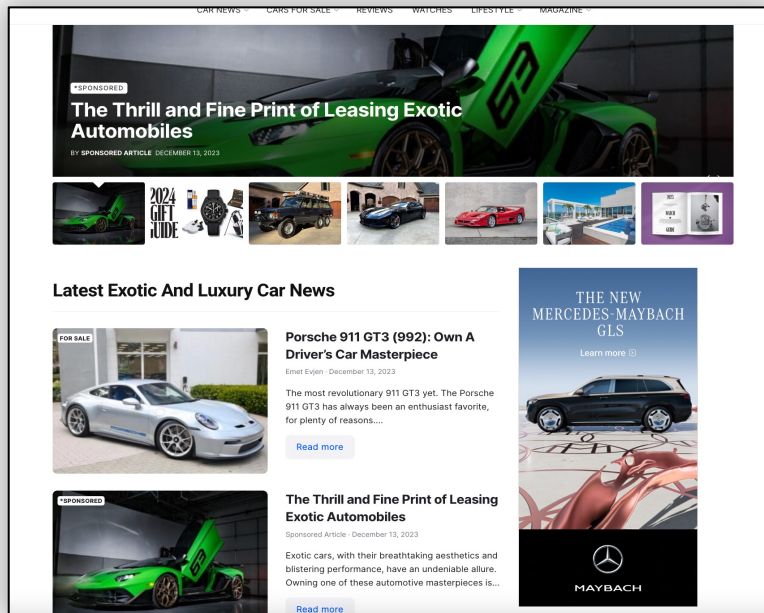 CAR NEWS CARS FOR SALE REVIEWS WATCHES LIFESTYLE MAGAZINE
*SPONSORED
The Thrill and Fine Print of Leasing Exotic
Automobiles
BY SPONSORED ARTICLE DECEMBER 13, 2023
63
2024
GIFT
GUIDE
Latest Exotic And Luxury Car News
FOR SALE
Porsche 911 GT3 (992): Own A
Driver's Car Masterpiece
Emet Evjen · December 13, 2023
The most revolutionary 911 GT3 yet. The Porsche
911 GT3 has always been an enthusiast favorite,
for plenty of reasons....
Read more
*SPONSORED
63
The Thrill and Fine Print of Leasing
Exotic Automobiles
Sponsored Article · December 13, 2023
Exotic cars, with their breathtaking aesthetics and
blistering performance, have an undeniable allure.
Owning one of these automotive masterpieces is...
Read more
THE NEW
MERCEDES-MAYBACH
GLS
Learn more
MAYBACH